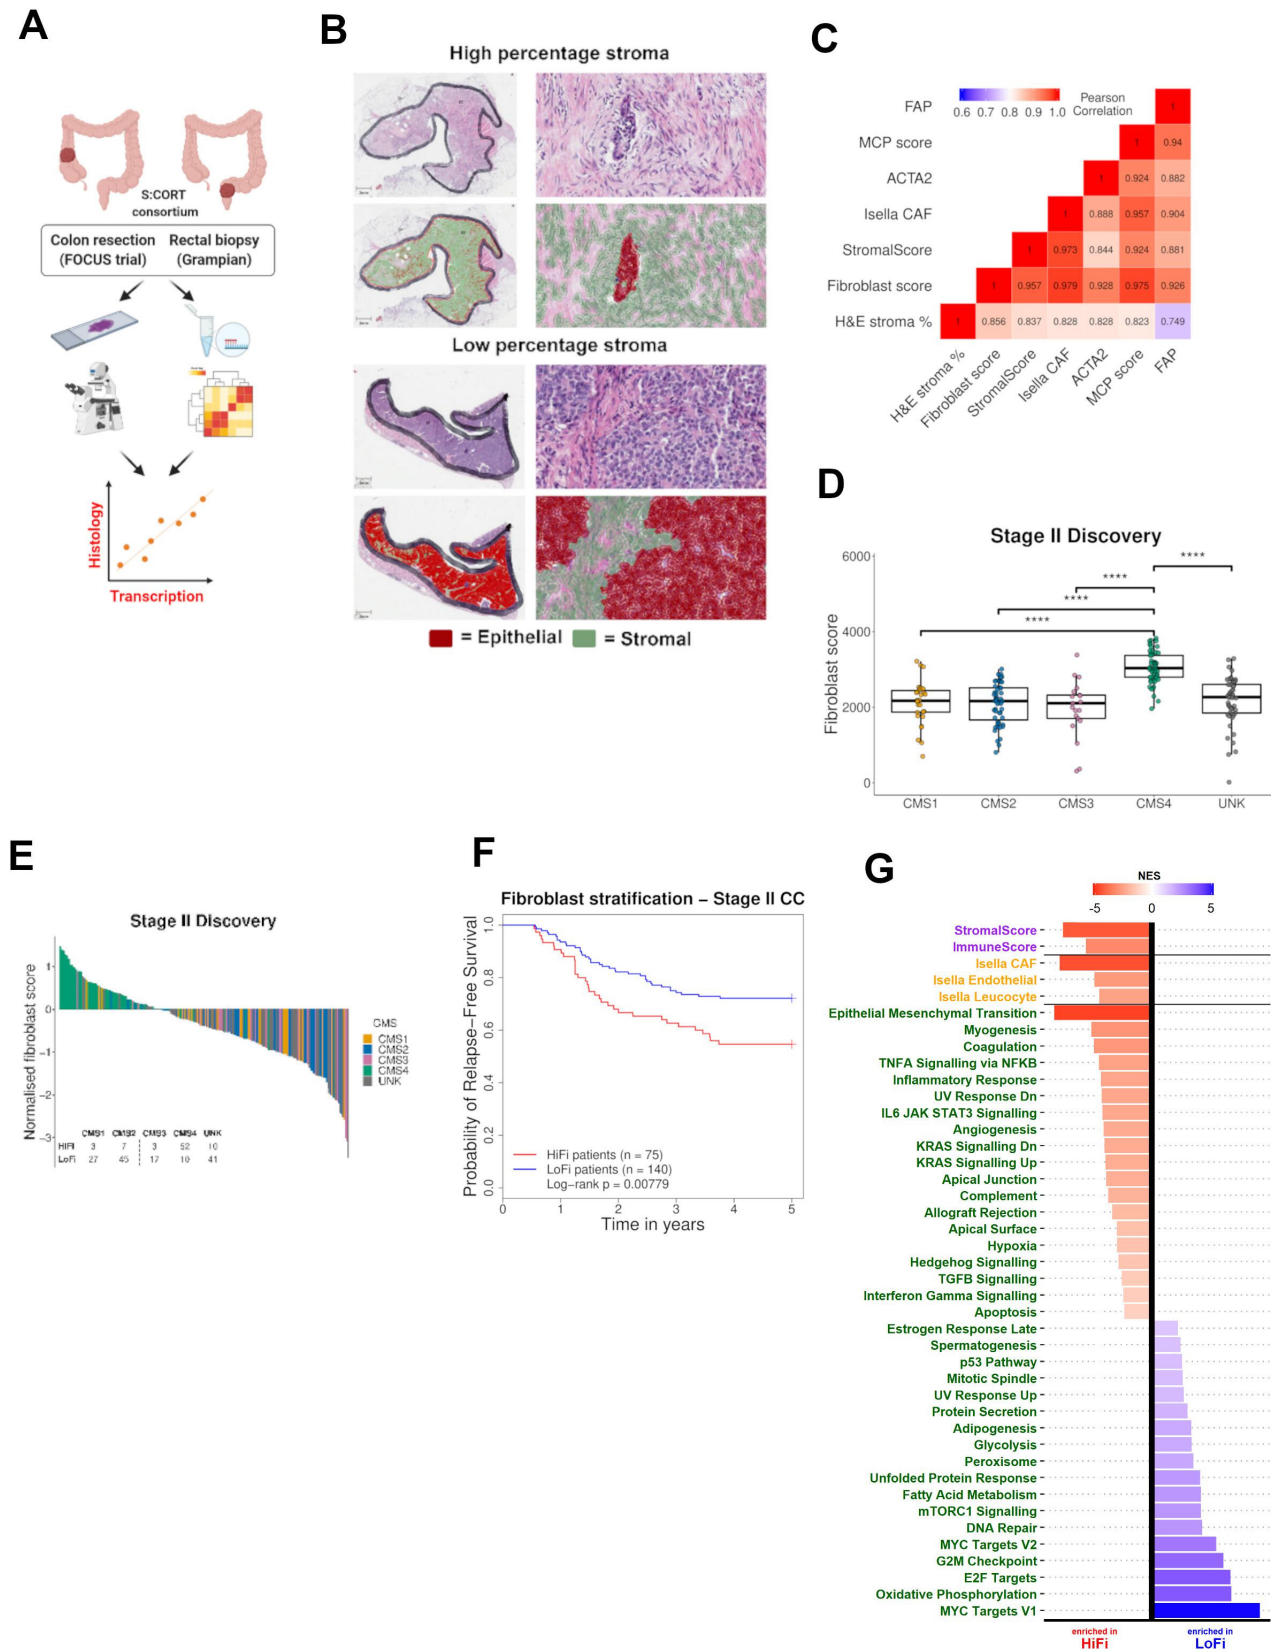 A
S:CORT
consortium
Colon resection
(FOCUS trial)
Rectal biopsy
(Grampian)
Histology
Transcription
B
High percentage stroma
Low percentage stroma
= Epithelial
= Stromal
C
Pearson
Correlation
0.6 0.7 0.8 0.9 1.0
FAP 1
MCP score 1 0.94
ACTA2 1 0.924 0.882
Isella CAF 1 0.888 0.957 0.904
StromalScore 1 0.973 0.844 0.924 0.881
Fibroblast score 1 0.957 0.979 0.928 0.975 0.926
H&E stroma % 1 0.856 0.837 0.828 0.828 0.823 0.749
H&E stroma %
Fibroblast score
StromalScore
Isella CAF
ACTA2
MCP score
FAP
D
Stage II Discovery
Fibroblast score
6000
4000
2000
0
****
****
****
****
CMS1 CMS2 CMS3 CMS4 UNK
E
Stage II Discovery
Normalised fibroblast score
1
0
-1
-2
-3
CMS
CMS1
CMS2
CMS3
CMS4
UNK
CMS1 CMS2 CMS3 CMS4 UNK
HiFi 3 7 3 52 10
LoFi 27 45 17 10 41
F
Fibroblast stratification – Stage II CC
Probability of Relapse–Free Survival
1.0
0.8
0.6
0.4
0.2
0.0
HiFi patients (n = 75)
LoFi patients (n = 140)
Log–rank p = 0.00779
0 1 2 3 4 5
Time in years
G
NES
-5 0 5
StromalScore
ImmuneScore
Isella CAF
Isella Endothelial
Isella Leucocyte
Epithelial Mesenchymal Transition
Myogenesis
Coagulation
TNFA Signalling via NFKB
Inflammatory Response
UV Response Dn
IL6 JAK STAT3 Signalling
Angiogenesis
KRAS Signalling Dn
KRAS Signalling Up
Apical Junction
Complement
Allograft Rejection
Apical Surface
Hypoxia
Hedgehog Signalling
TGFB Signalling
Interferon Gamma Signalling
Apoptosis
Estrogen Response Late
Spermatogenesis
p53 Pathway
Mitotic Spindle
UV Response Up
Protein Secretion
Adipogenesis
Glycolysis
Peroxisome
Unfolded Protein Response
Fatty Acid Metabolism
mTORC1 Signalling
DNA Repair
MYC Targets V2
G2M Checkpoint
E2F Targets
Oxidative Phosphorylation
MYC Targets V1
enriched in
HiFi
enriched in
LoFi